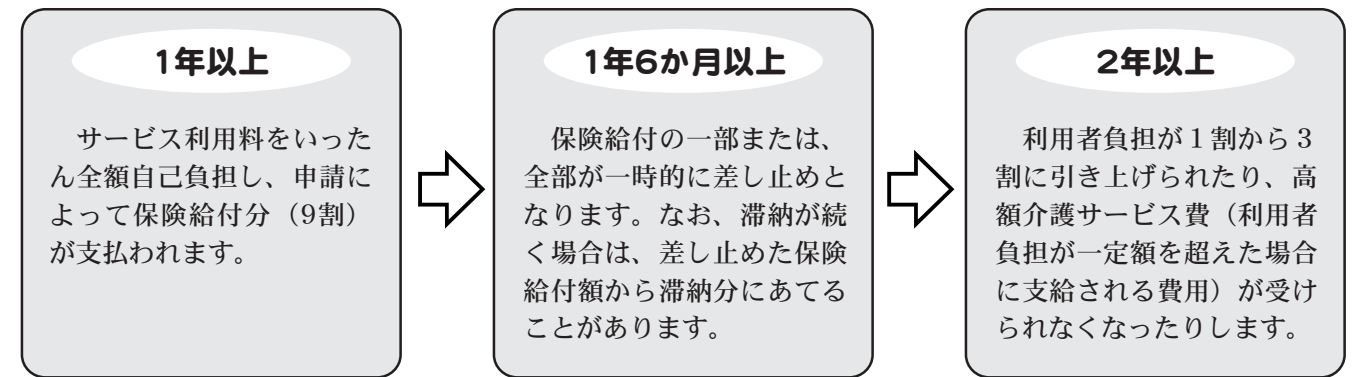 1年以上
　サービス利用料をいった
ん全額自己負担し、申請に
よって保険給付分（9割）
が支払われます。
1年6か月以上
　保険給付の一部または、
全部が一時的に差し止めと
なります。なお、滞納が続
く場合は、差し止めた保険
給付額から滞納分にあてる
ことがあります。
2年以上
　利用者負担が１割から３
割に引き上げられたり、高
額介護サービス費（利用者
負担が一定額を超えた場合
に支給される費用）が受け
られなくなったりします。